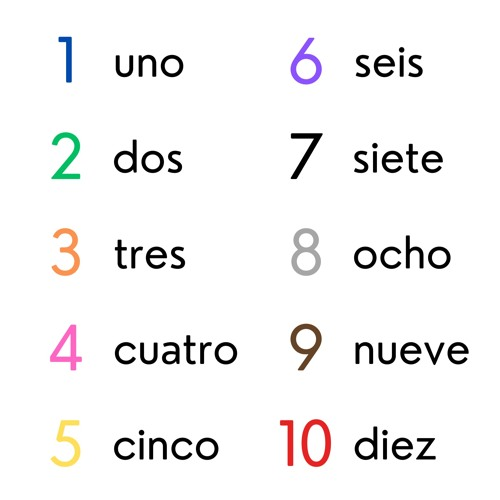 1 uno
2 dos
3 tres
4 cuatro
5 cinco
6 seis
7 siete
8 ocho
9 nueve
10 diez